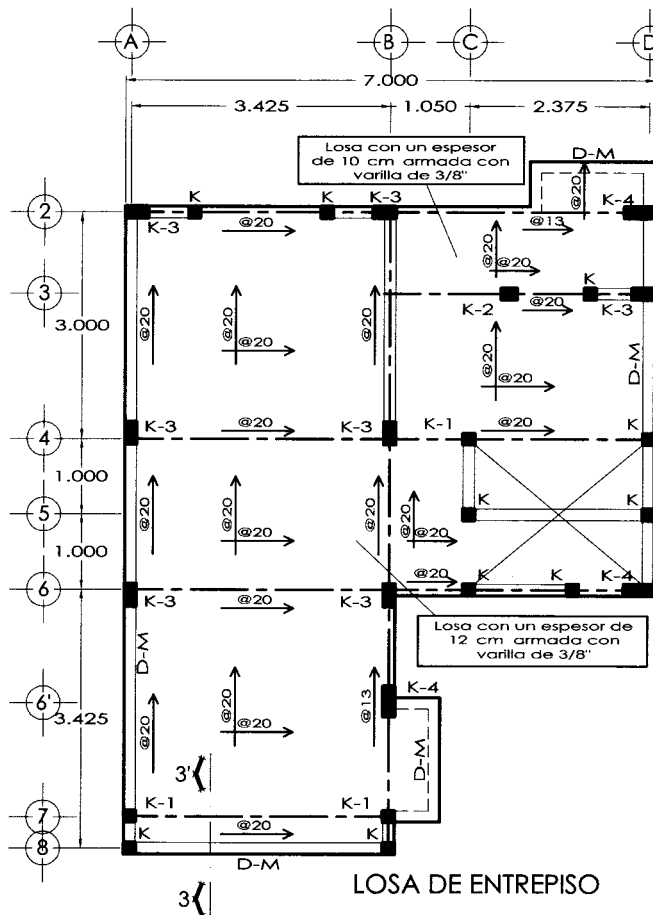 A
B
C
D
7.000
3.425
1.050
2.375
Losa con un espesor
de 10 cm armada con
varilla de 3/8"
D-M
@20
2
K
K
K-3
K-4
K-3
@20
@13
@20
@20
3
K
K-2
@20
K-3
3.000
@20
@20
@20
@20
@20
@20
D-M
@20
@20
4
K-3
K-3
K-1
1.000
@20
@20
@20
@20
K
K
5
@20
@20
1.000
@20
6
K
K
K-4
K-3
@20
K-3
Losa con un espesor de
12 cm armada con
varilla de 3/8"
D-M
6'
K-4
3.425
@20
@20
@20
@13
D-M
3'
7
K-1
K-1
@20
8
K
K
D-M
3
LOSA DE ENTREPISO